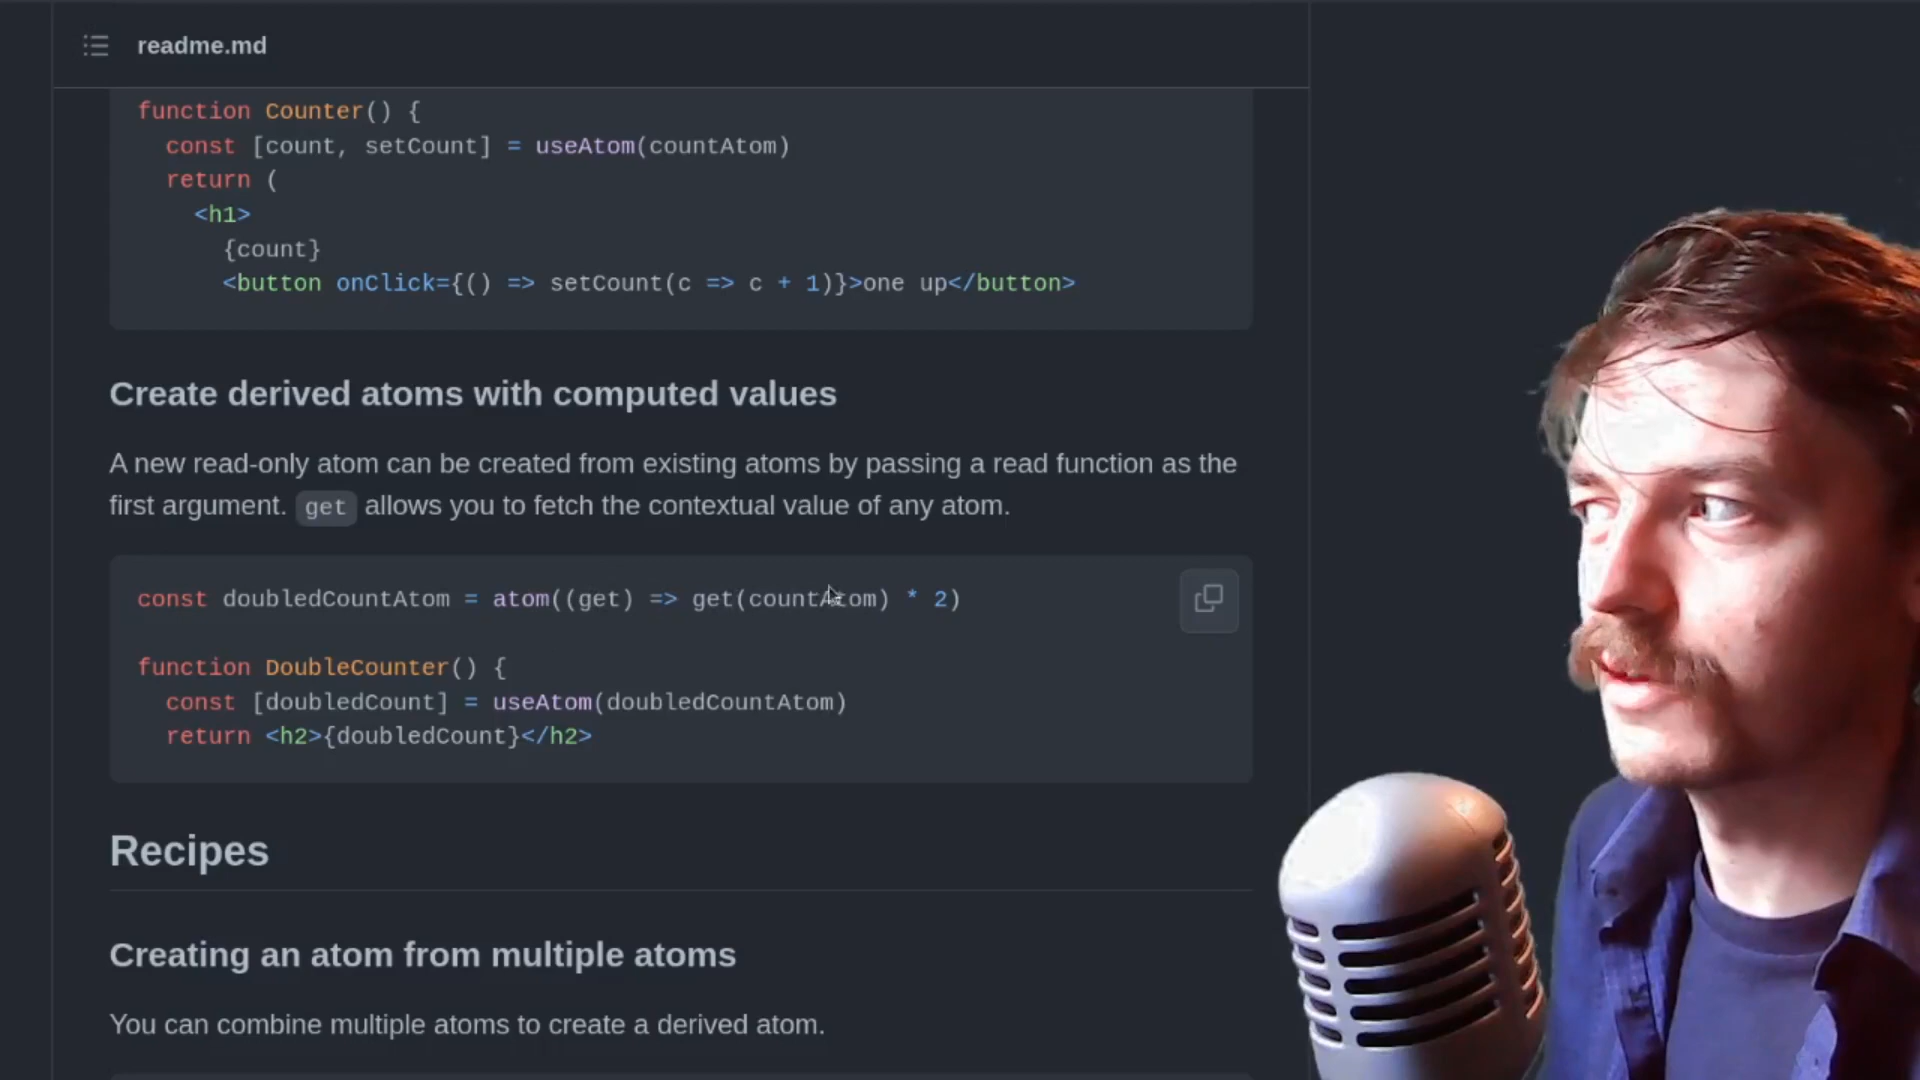 readme.md
function Counter() {
const [count, setCount] = useAtom(countAtom)
return (
<h1>
{count}
<button onClick={() => setCount(c => c + 1)}>one up</button>
Create derived atoms with computed values
A new read-only atom can be created from existing atoms by passing a read function as the
first argument. get allows you to fetch the contextual value of any atom.
const doubledCountAtom = atom((get) => get(countAtom) * 2)
function DoubleCounter() {
const [doubledCount] = useAtom(doubledCountAtom)
return <h2>{doubledCount}</h2>
Recipes
Creating an atom from multiple atoms
You can combine multiple atoms to create a derived atom.